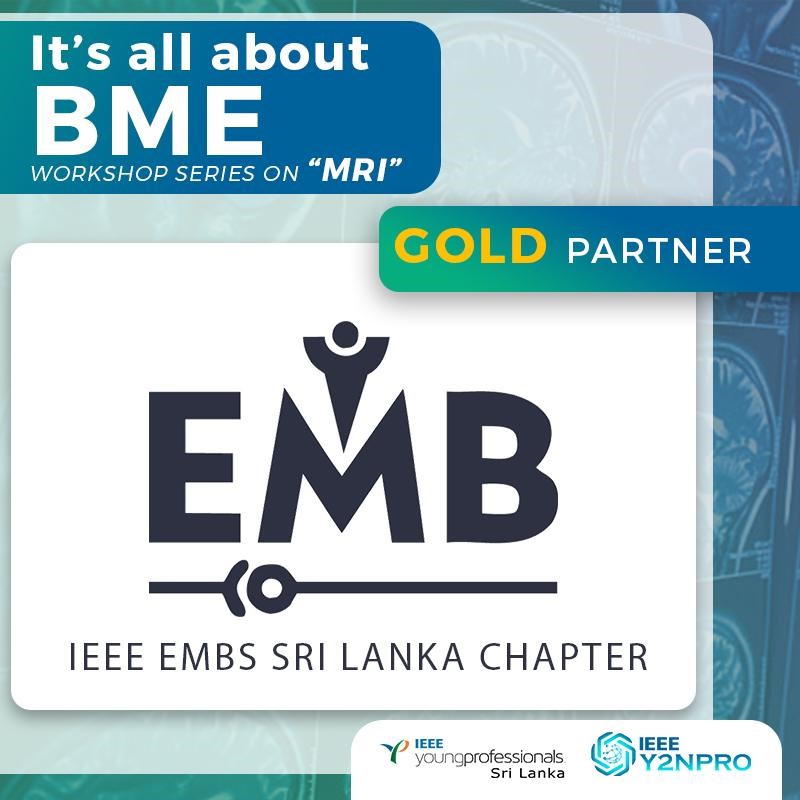 It's all about
BME
WORKSHOP SERIES ON “MRI”
GOLD PARTNER
EMB
IEEE EMBS SRI LANKA CHAPTER
IEEE
youngprofessionals
Sri Lanka
IEEE
Y2NPRO